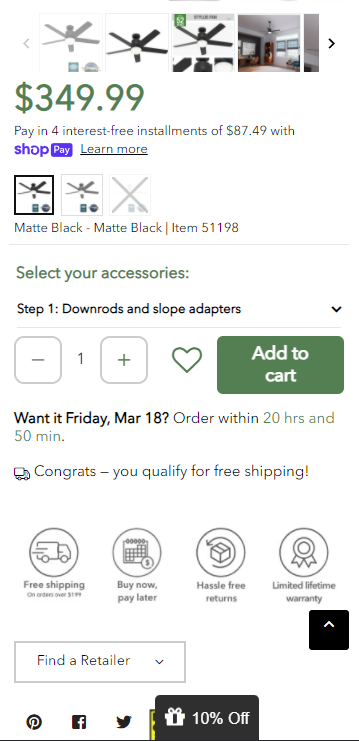 STYLUS FAN
$349.99
Pay in 4 interest-free installments of $87.49 with
shop Pay Learn more
Matte Black - Matte Black | Item 51198
Select your accessories:
Step 1: Downrods and slope adapters
− 1 +
Add to
cart
Want it Friday, Mar 18? Order within 20 hrs and
50 min.
Congrats – you qualify for free shipping!
Free shipping
On orders over $199
Buy now,
pay later
Hassle free
returns
Limited lifetime
warranty
Find a Retailer
10% Off